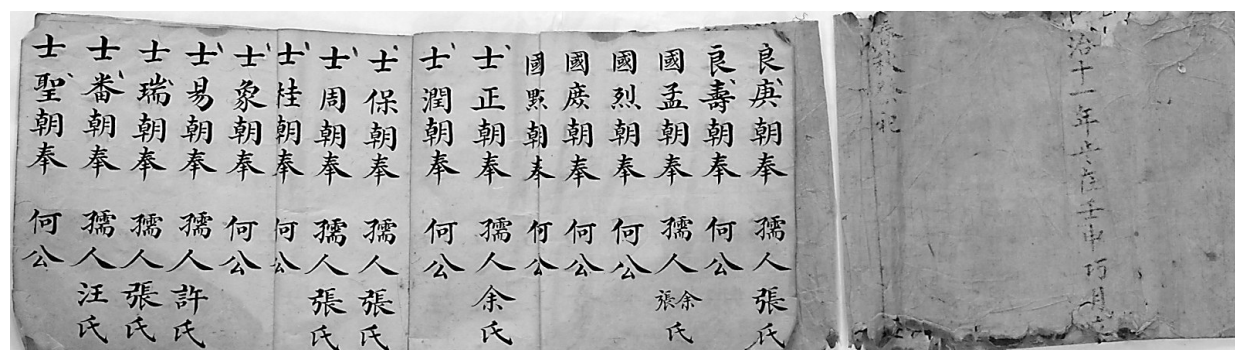 治十一年歲在壬申巧月
祀
良庚朝奉 孺人張氏
良壽朝奉 何公
國孟朝奉 孺人余張氏
國烈朝奉 何公
國庶朝奉 何公
國㸃朝奉 何公
士正朝奉 孺人余氏
士潤朝奉 何公
士保朝奉 孺人張氏
士周朝奉 孺人張氏
士桂朝奉 何公
士象朝奉 何公
士易朝奉 孺人許氏
士瑞朝奉 孺人張氏
士番朝奉 孺人汪氏
士聖朝奉 何公